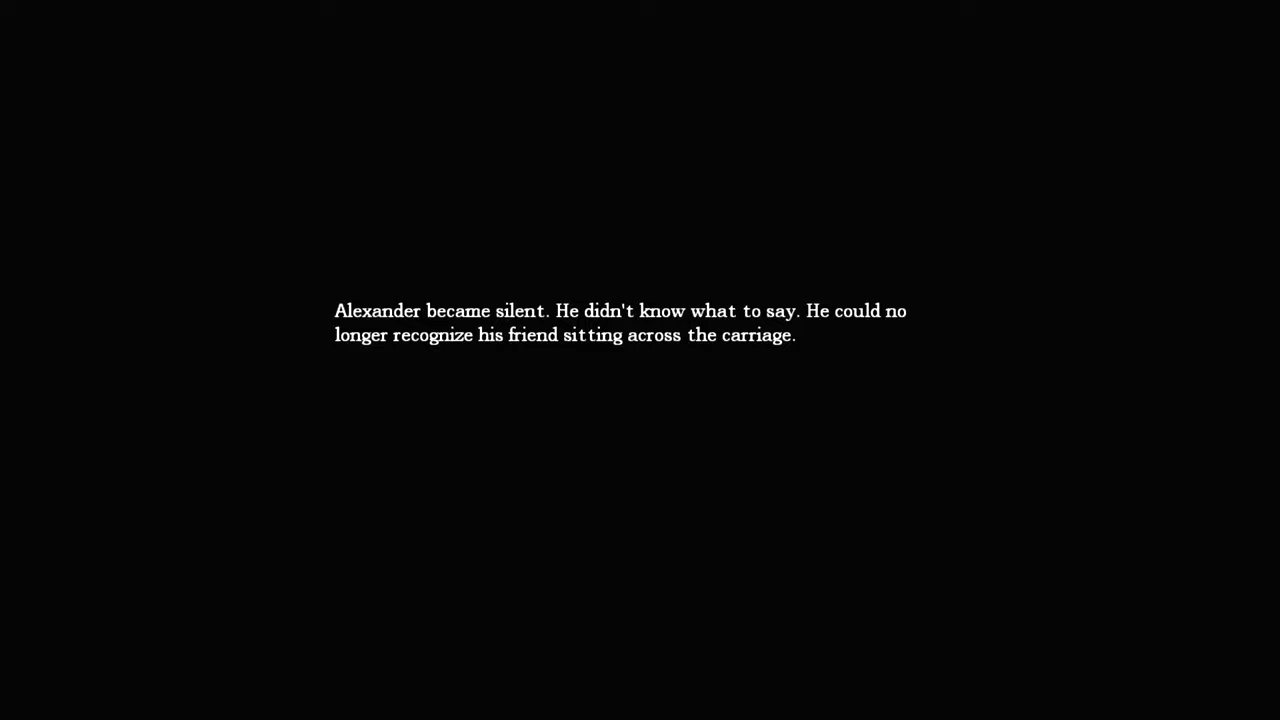 Alexander became silent. He didn't know what to say. He could no
longer recognize his friend sitting across the carriage.